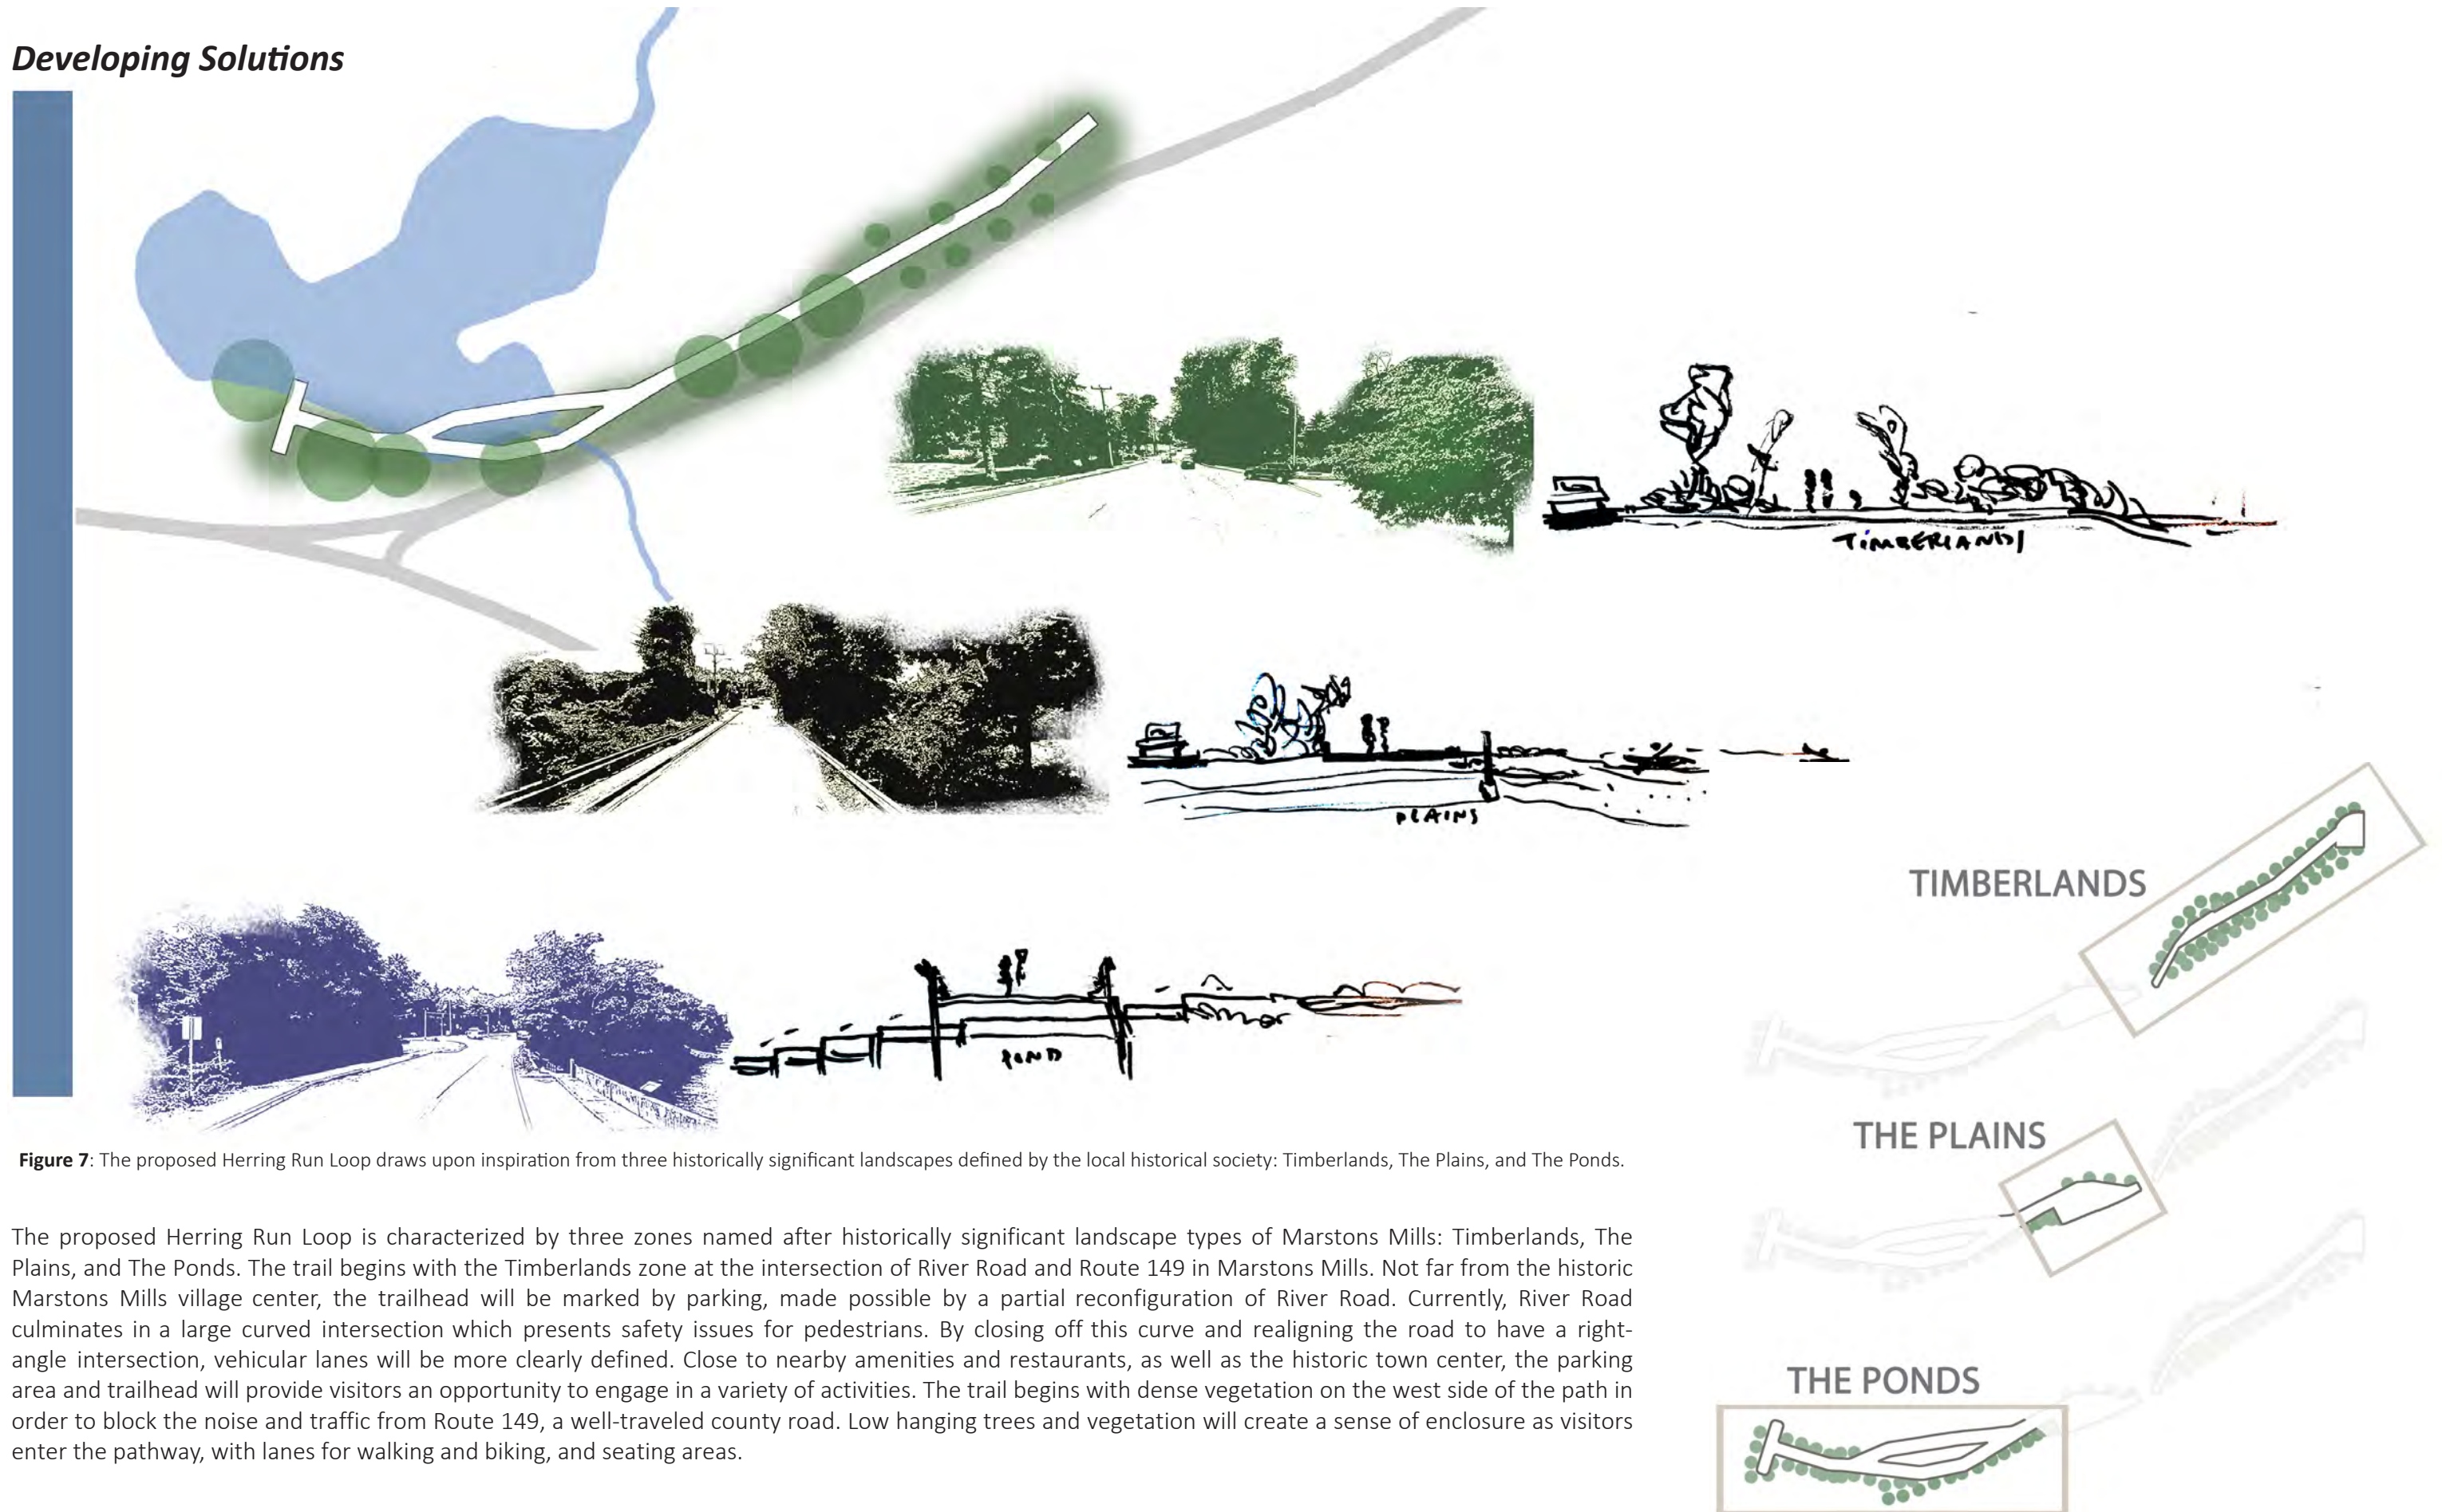 Developing Solutions
TIMBERLANDS
PLAINS
POND
TIMBERLANDS
THE PLAINS
THE PONDS
Figure 7: The proposed Herring Run Loop draws upon inspiration from three historically significant landscapes defined by the local historical society: Timberlands, The Plains, and The Ponds.
The proposed Herring Run Loop is characterized by three zones named after historically significant landscape types of Marstons Mills: Timberlands, The
Plains, and The Ponds. The trail begins with the Timberlands zone at the intersection of River Road and Route 149 in Marstons Mills. Not far from the historic
Marstons Mills village center, the trailhead will be marked by parking, made possible by a partial reconfiguration of River Road. Currently, River Road
culminates in a large curved intersection which presents safety issues for pedestrians. By closing off this curve and realigning the road to have a right-
angle intersection, vehicular lanes will be more clearly defined. Close to nearby amenities and restaurants, as well as the historic town center, the parking
area and trailhead will provide visitors an opportunity to engage in a variety of activities. The trail begins with dense vegetation on the west side of the path in
order to block the noise and traffic from Route 149, a well-traveled county road. Low hanging trees and vegetation will create a sense of enclosure as visitors
enter the pathway, with lanes for walking and biking, and seating areas.